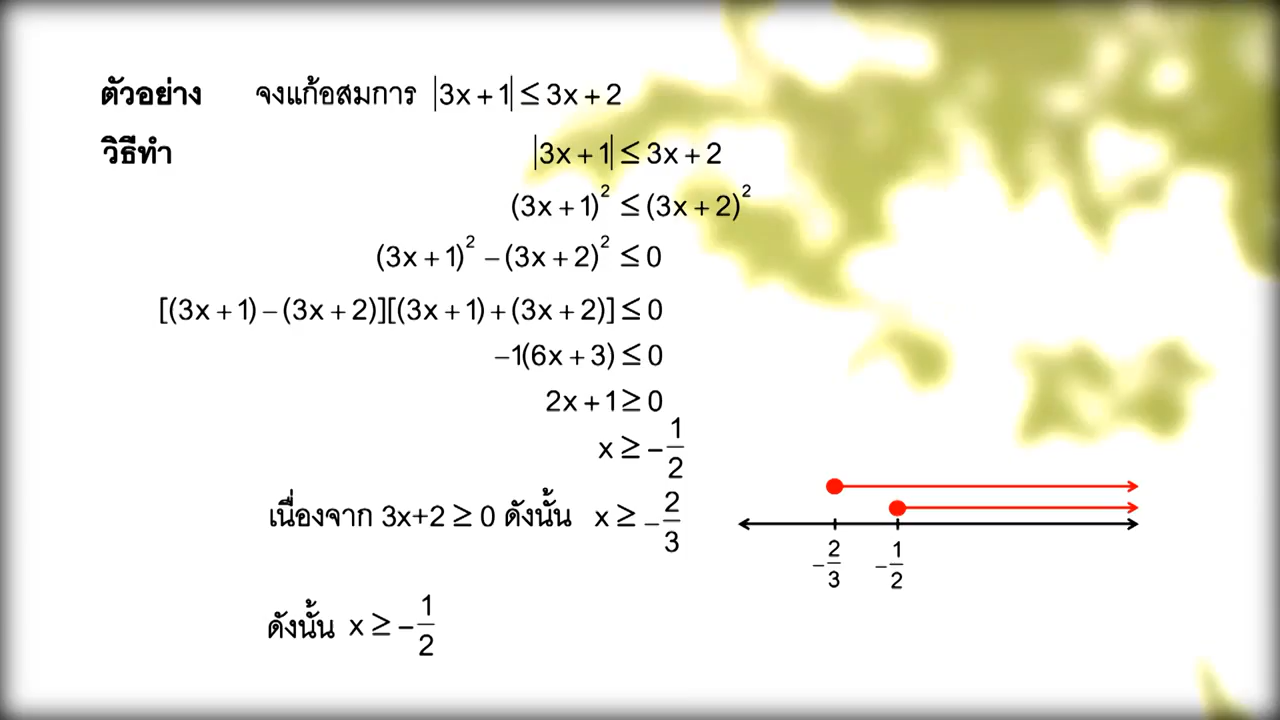 ตัวอย่าง จงแก้อสมการ |3x + 1| ≤ 3x + 2
วิธีทำ |3x + 1| ≤ 3x + 2
(3x + 1)² ≤ (3x + 2)²
(3x + 1)² − (3x + 2)² ≤ 0
[(3x + 1) − (3x + 2)][(3x + 1) + (3x + 2)] ≤ 0
−1(6x + 3) ≤ 0
2x + 1 ≥ 0
x ≥ −1/2
เนื่องจาก 3x+2 ≥ 0 ดังนั้น x ≥ −2/3
−2/3 −1/2
ดังนั้น x ≥ −1/2